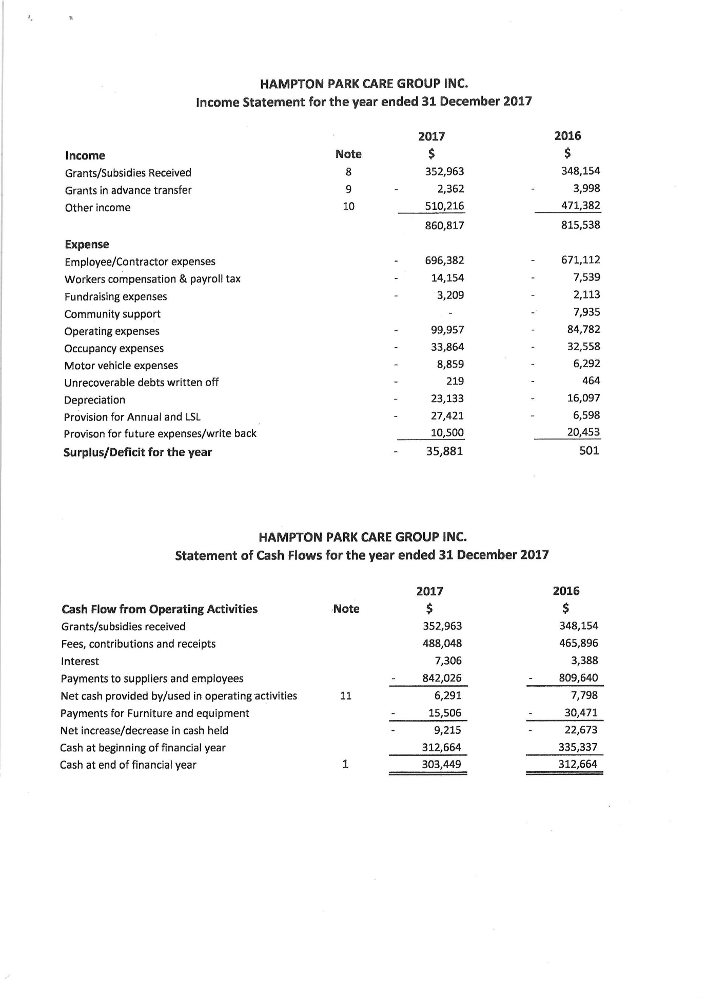 HAMPTON PARK CARE GROUP INC.
Income Statement for the year ended 31 December 2017
2017 2016
Income Note $ $
Grants/Subsidies Received 8 352,963 348,154
Grants in advance transfer 9 - 2,362 - 3,998
Other income 10 510,216 471,382
860,817 815,538
Expense
Employee/Contractor expenses - 696,382 - 671,112
Workers compensation & payroll tax - 14,154 - 7,539
Fundraising expenses - 3,209 - 2,113
Community support - - 7,935
Operating expenses - 99,957 - 84,782
Occupancy expenses - 33,864 - 32,558
Motor vehicle expenses - 8,859 - 6,292
Unrecoverable debts written off - 219 - 464
Depreciation - 23,133 - 16,097
Provision for Annual and LSL - 27,421 - 6,598
Provison for future expenses/write back 10,500 20,453
Surplus/Deficit for the year - 35,881 501
HAMPTON PARK CARE GROUP INC.
Statement of Cash Flows for the year ended 31 December 2017
2017 2016
Cash Flow from Operating Activities Note $ $
Grants/subsidies received 352,963 348,154
Fees, contributions and receipts 488,048 465,896
Interest 7,306 3,388
Payments to suppliers and employees - 842,026 - 809,640
Net cash provided by/used in operating activities 11 6,291 7,798
Payments for Furniture and equipment - 15,506 - 30,471
Net increase/decrease in cash held - 9,215 - 22,673
Cash at beginning of financial year 312,664 335,337
Cash at end of financial year 1 303,449 312,664